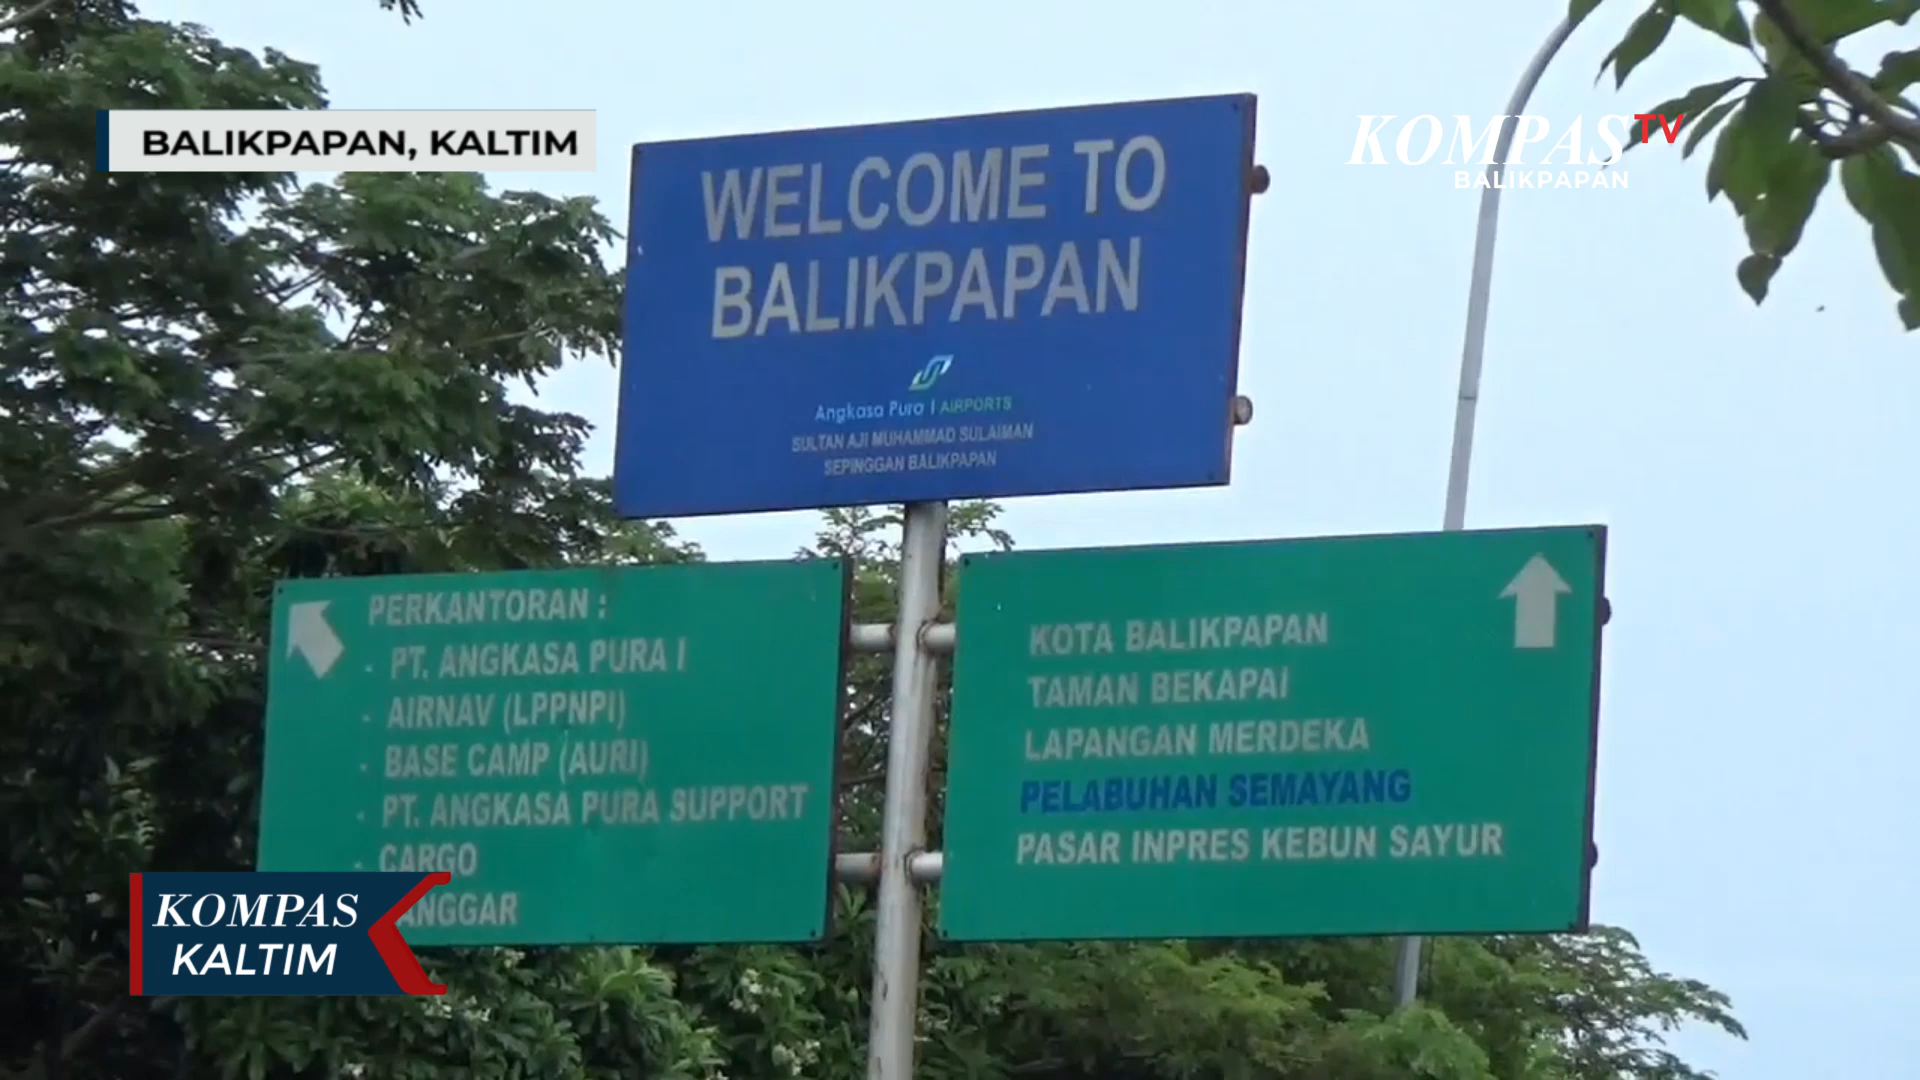 BALIKPAPAN, KALTIM
KOMPASTV
BALIKPAPAN
WELCOME TO
BALIKPAPAN
Angkasa Pura I AIRPORTS
SULTAN AJI MUHAMMAD SULAIMAN
SEPINGGAN BALIKPAPAN
PERKANTORAN :
- PT. ANGKASA PURA I
- AIRNAV (LPPNPI)
- BASE CAMP (AURI)
- PT. ANGKASA PURA SUPPORT
- CARGO
ANGGAR
KOTA BALIKPAPAN
TAMAN BEKAPAI
LAPANGAN MERDEKA
PELABUHAN SEMAYANG
PASAR INPRES KEBUN SAYUR
KOMPAS
KALTIM